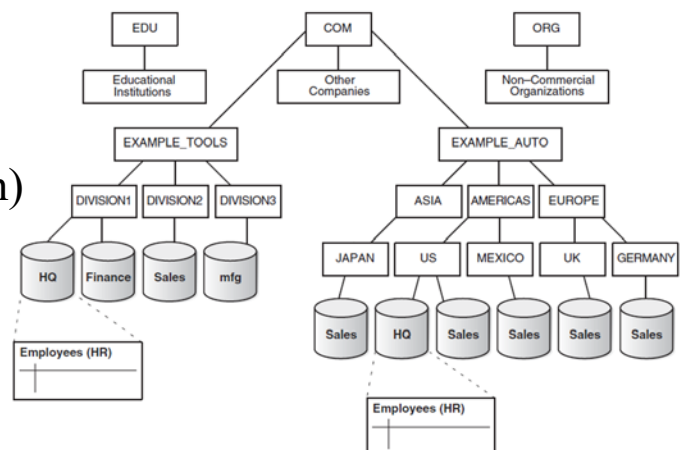 EDU COM ORG
Educational Institutions
Other Companies
Non–Commercial Organizations
EXAMPLE_TOOLS EXAMPLE_AUTO
n)
DIVISION1 DIVISION2 DIVISION3 ASIA AMERICAS EUROPE
HQ Finance Sales mfg
JAPAN US MEXICO UK GERMANY
Sales HQ Sales Sales Sales Sales
Employees (HR)
Employees (HR)